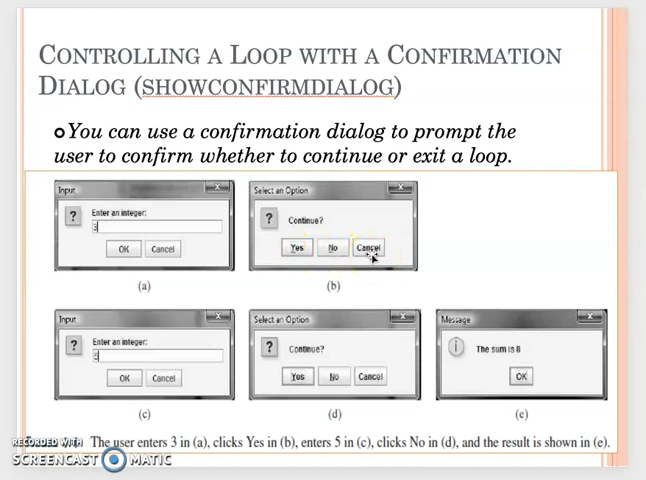 CONTROLLING A LOOP WITH A CONFIRMATION
DIALOG (SHOWCONFIRMDIALOG)
You can use a confirmation dialog to prompt the
user to confirm whether to continue or exit a loop.
Input
Enter an integer:
3
OK Cancel
(a)
Select an Option
Continue?
Yes No Cancel
(b)
Input
Enter an integer:
OK Cancel
(c)
Select an Option
Continue?
Yes No Cancel
(d)
Message
The sum is 8
OK
(e)
The user enters 3 in (a), clicks Yes in (b), enters 5 in (c), clicks No in (d), and the result is shown in (e).
RECORDED WITH
SCREENCAST MATIC